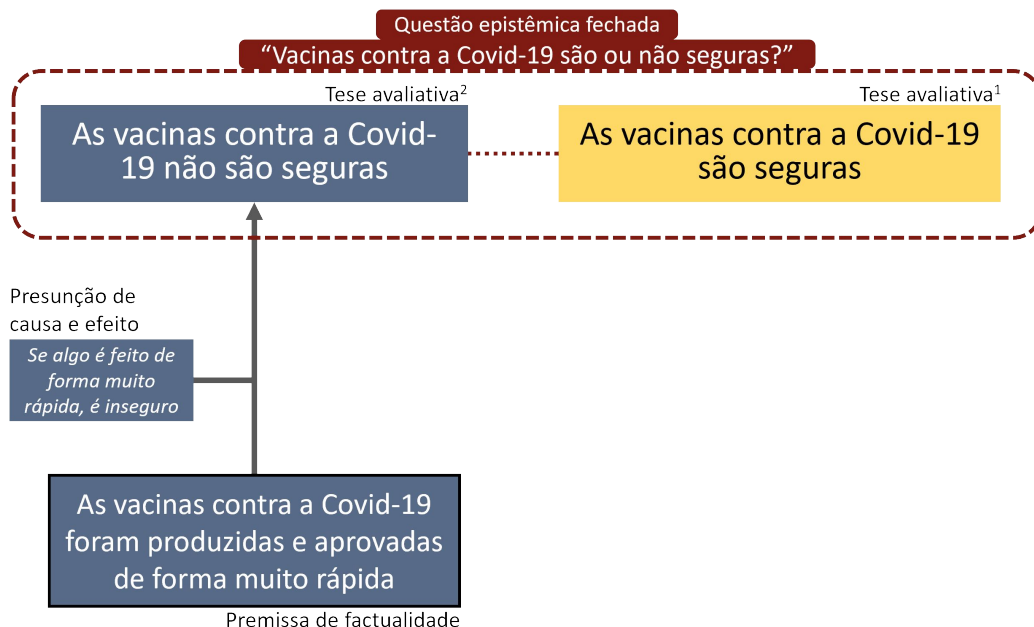 Questão epistêmica fechada
“Vacinas contra a Covid-19 são ou não seguras?”
Tese avaliativa²
As vacinas contra a Covid-
19 não são seguras
Tese avaliativa¹
As vacinas contra a Covid-19
são seguras
Presunção de
causa e efeito
Se algo é feito de
forma muito
rápida, é inseguro
As vacinas contra a Covid-19
foram produzidas e aprovadas
de forma muito rápida
Premissa de factualidade